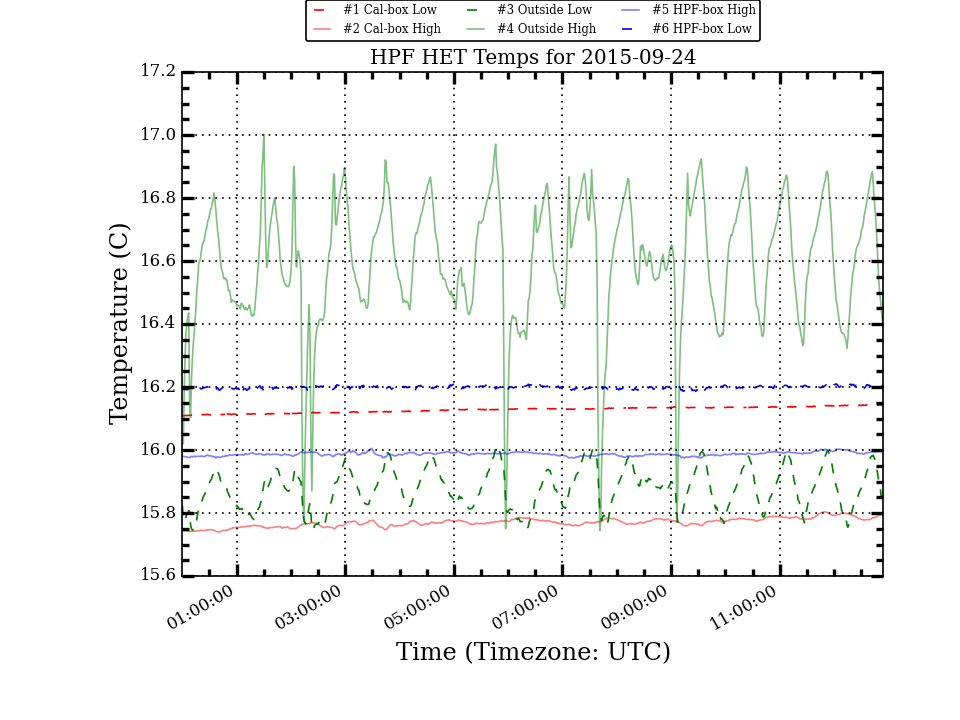 #1 Cal-box Low #3 Outside Low #5 HPF-box High
#2 Cal-box High #4 Outside High #6 HPF-box Low
HPF HET Temps for 2015-09-24
17.2
17.0
16.8
16.6
16.4
16.2
16.0
15.8
15.6
Temperature (C)
01:00:00 03:00:00 05:00:00 07:00:00 09:00:00 11:00:00
Time (Timezone: UTC)